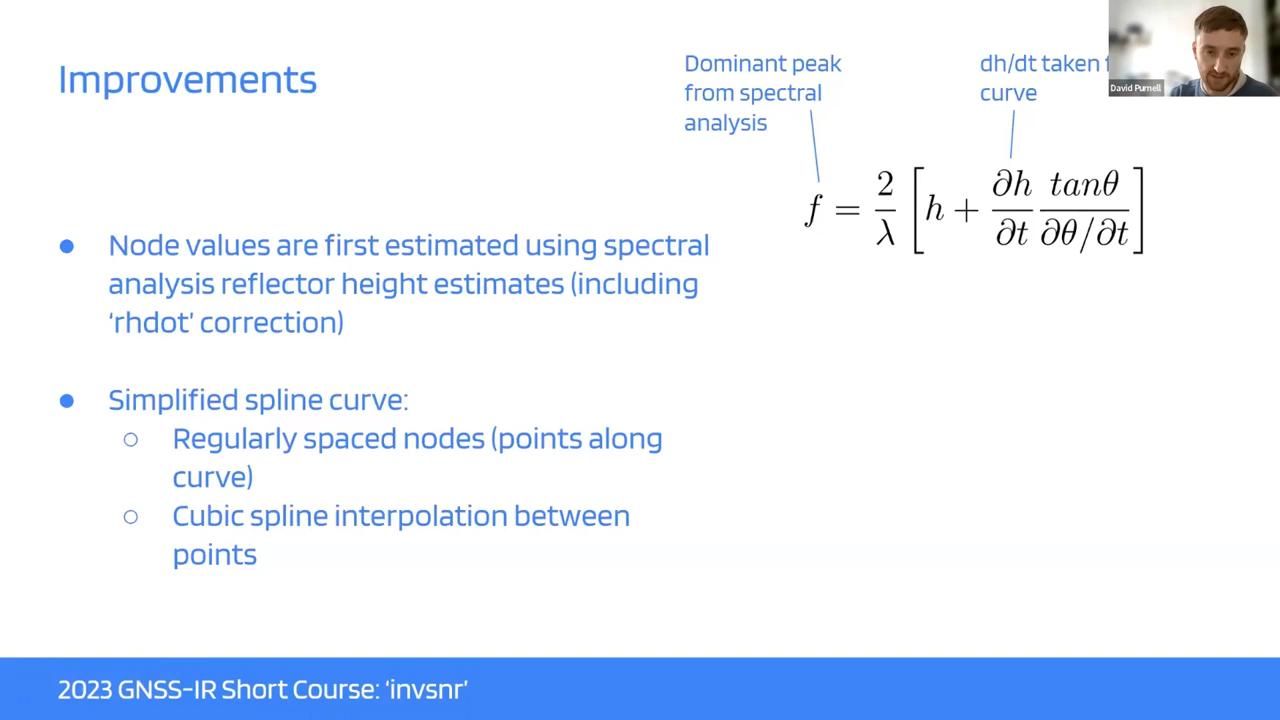 Improvements
Dominant peak
from spectral
analysis
dh/dt taken
curve
David Purnell
f = 2/λ [h + ∂h/∂t tanθ/∂θ/∂t]
● Node values are first estimated using spectral
analysis reflector height estimates (including
‘rhdot’ correction)
● Simplified spline curve:
○ Regularly spaced nodes (points along
curve)
○ Cubic spline interpolation between
points
2023 GNSS-IR Short Course: ‘invsnr’